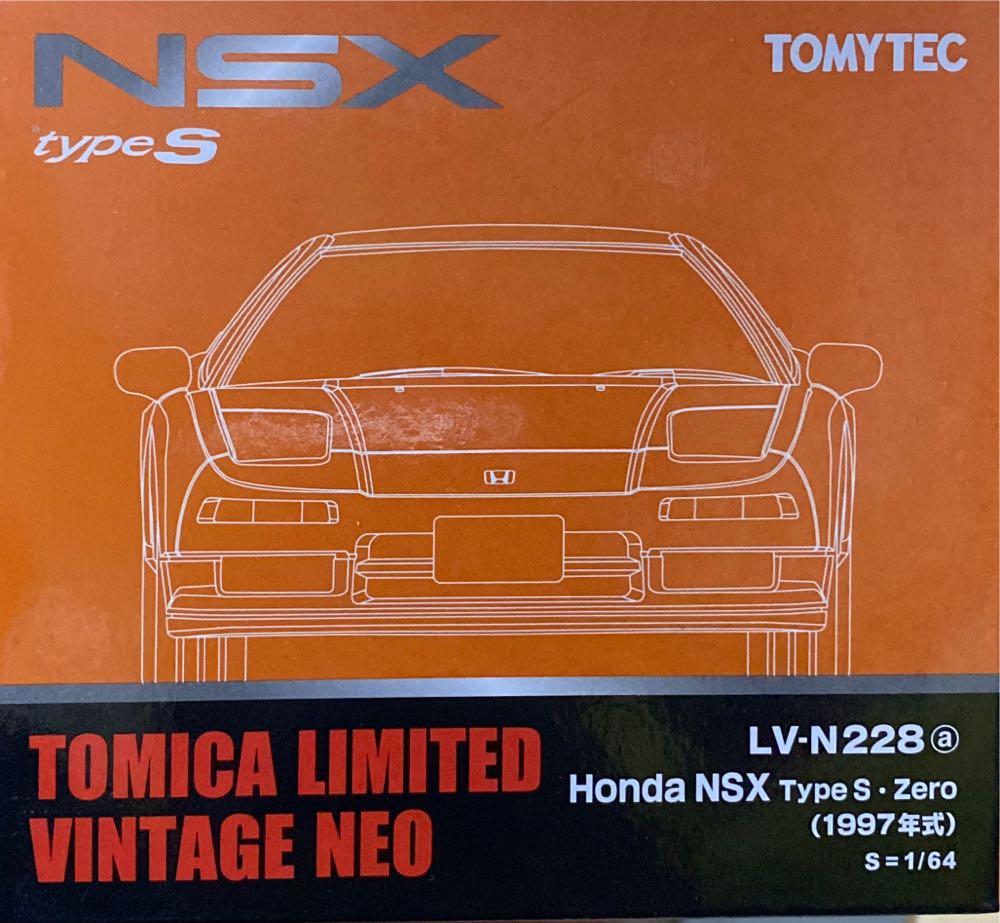 NSX
type S
TOMYTEC
TOMICA LIMITED
VINTAGE NEO
LV-N228 ⓐ
Honda NSX Type S・Zero
(1997年式)
S=1/64